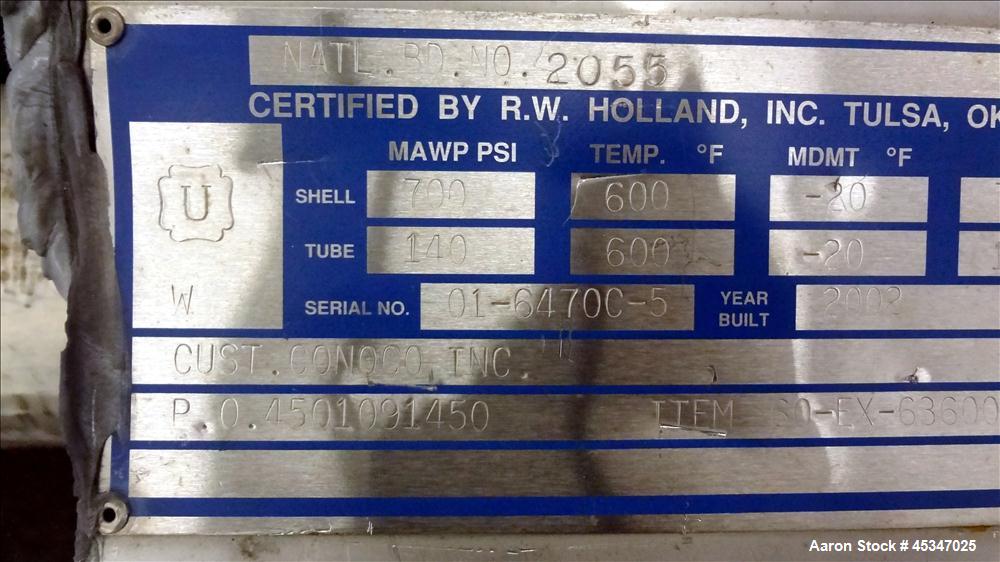 NATL.BD.NO. 2055
CERTIFIED BY R.W. HOLLAND, INC. TULSA, OK
MAWP PSI TEMP. °F MDMT °F
U
SHELL 700 600 -20
TUBE 140 600 -20
W
SERIAL NO. 01-6470C-5 YEAR BUILT 2002
CUST.CONOCO,INC
P.O.4501091450 ITEM 60-EX-63600
Aaron Stock # 45347025